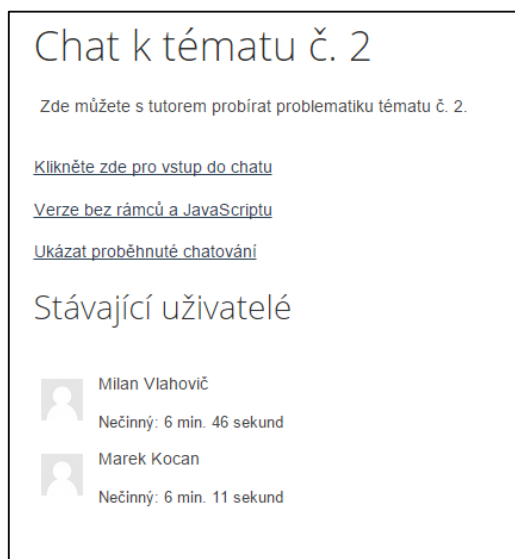 Chat k tématu č. 2
Zde můžete s tutorem probírat problematiku tématu č. 2.
Klikněte zde pro vstup do chatu
Verze bez rámců a JavaScriptu
Ukázat proběhnuté chatování
Stávající uživatelé
Milan Vlahovič
Nečinný: 6 min. 46 sekund
Marek Kocan
Nečinný: 6 min. 11 sekund